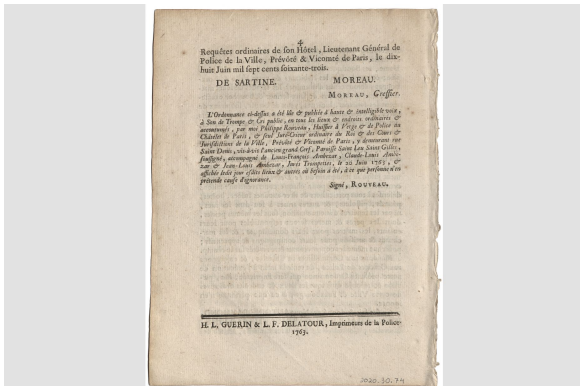 4
Requêtes ordinaires de son Hôtel, Lieutenant Général de
Police de la Ville, Prévôté & Vicomté de Paris, le dix-
huit Juin mil sept cents soixante-trois.
DE SARTINE. MOREAU.
MOREAU, Greffier.
L'Ordonnance ci-dessus a été lûe & publiée à haute & intelligible voix,
à Son de Trompe & Cri public, en tous les lieux & endroits ordinaires &
accoutumés, par moi Philippe Rouveau, Huissier à Verge & de Police au
Châtelet de Paris, & seul Juré-Crieur ordinaire du Roi & des Cours &
Jurisdictions de la Ville, Prévôté & Vicomté de Paris, y demeurant rue
Saint Denis, vis-à-vis l'ancien grand Cerf, Paroisse Saint Leu Saint Gilles,
soussigné, accompagné de Louis-François Ambezar, Claude-Louis Ambe-
zar & Jean-Louis Ambezar, Jurés Trompettes, le 20 Juin 1763, &
affichée ledit jour esdits lieux & autres où besoin a été, à ce que personne n'en
prétende cause d'ignorance.
Signé, ROUVEAU.
H. L. GUERIN & L. F. DELATOUR, Imprimeurs de la Police.
1763.
2020.30.74